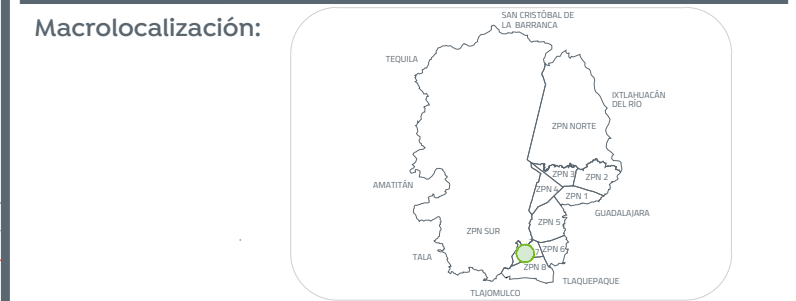 Macrolocalización:
SAN CRISTÓBAL DE
LA BARRANCA
TEQUILA
IXTLAHUACÁN
DEL RÍO
ZPN NORTE
ZPN 3
ZPN 2
AMATITÁN
ZPN 4
ZPN 1
GUADALAJARA
ZPN 5
ZPN SUR
ZPN 6
7
TALA
ZPN 8
TLAQUEPAQUE
TLAJOMULCO